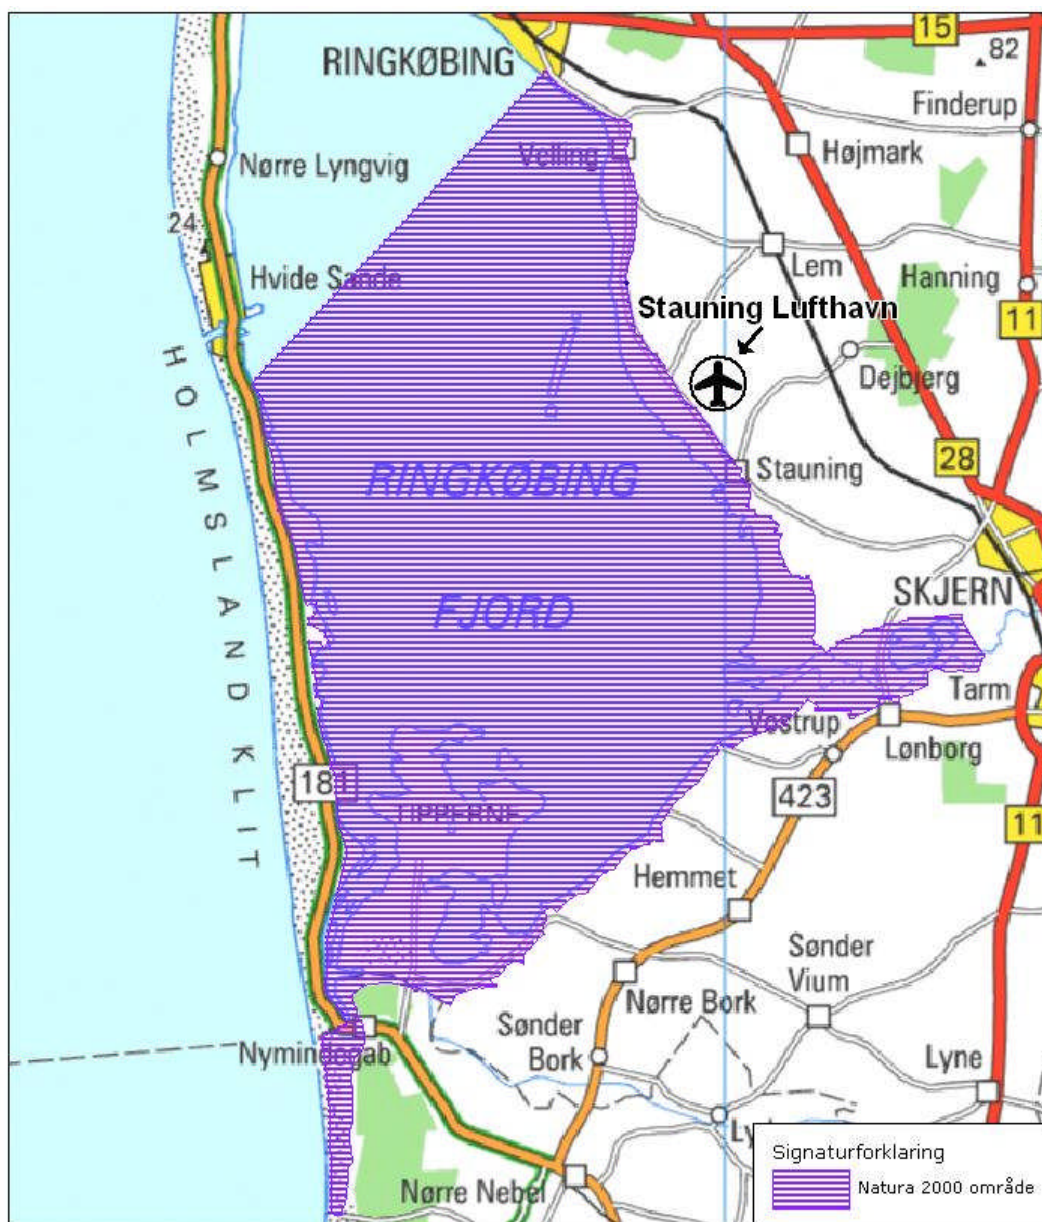 15
82
RINGKØBING
Finderup
Velling
Højmark
Nørre Lyngvig
24
Lem
Hvide Sande
Hanning
Stauning Lufthavn
11
Dejbjerg
HOLMSLAND KLIT
28
RINGKØBING
Stauning
SKJERN
FJORD
Tarm
Vostrup
Lønborg
181
423
TIPPERNE
11
Hemmet
Sønder
Vium
Nørre Bork
Sønder
Bork
Nymindegab
Lyne
Signaturforklaring
Natura 2000 område
Nørre Nebel